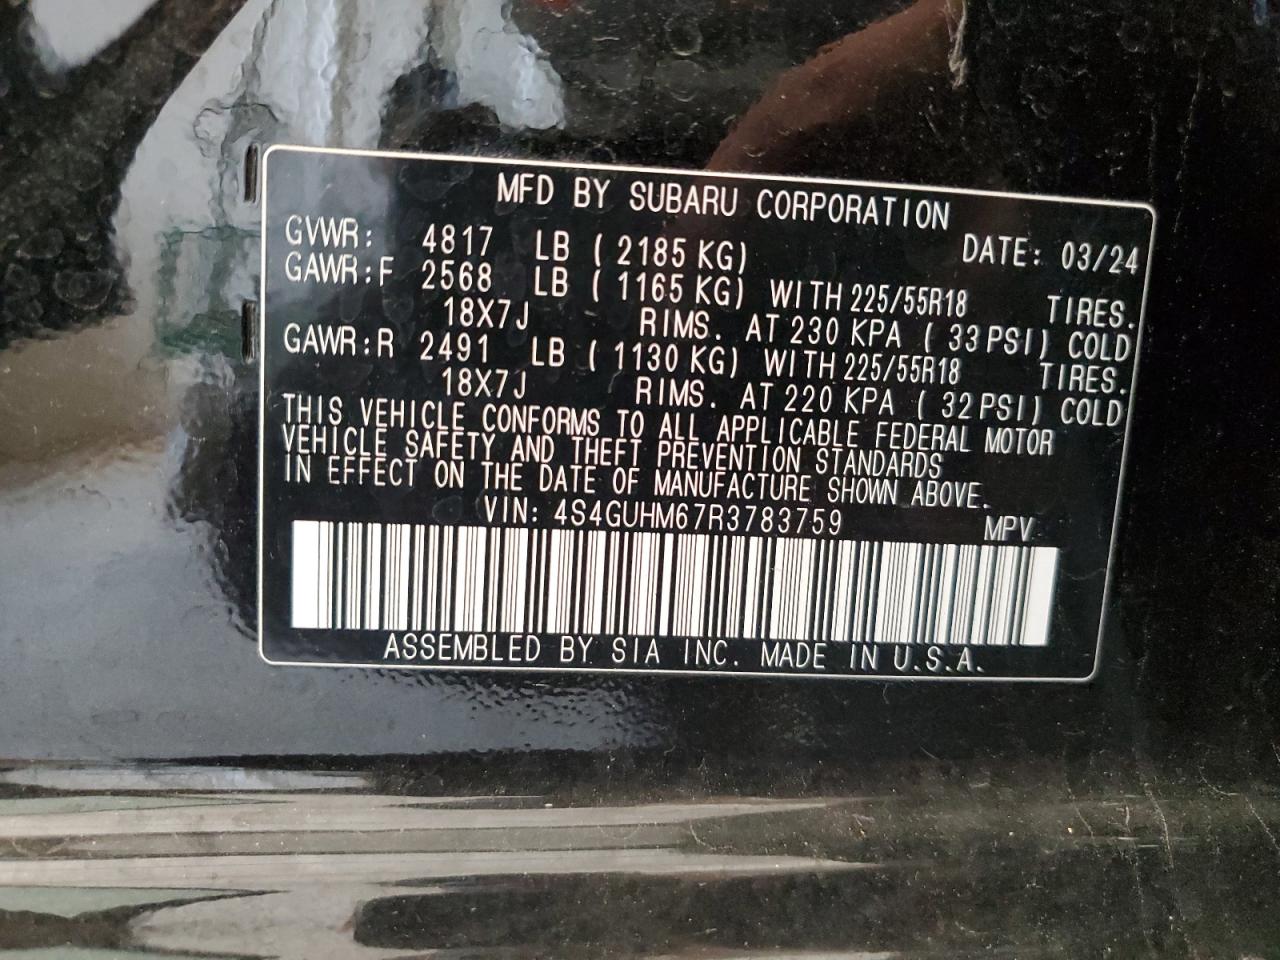 MFD BY SUBARU CORPORATION
GVWR: 4817 LB ( 2185 KG) DATE: 03/24
GAWR:F 2568 LB ( 1165 KG) WITH 225/55R18 TIRES.
18X7J RIMS. AT 230 KPA ( 33 PSI) COLD
GAWR:R 2491 LB ( 1130 KG) WITH 225/55R18 TIRES.
18X7J RIMS. AT 220 KPA ( 32 PSI) COLD
THIS VEHICLE CONFORMS TO ALL APPLICABLE FEDERAL MOTOR
VEHICLE SAFETY AND THEFT PREVENTION STANDARDS
IN EFFECT ON THE DATE OF MANUFACTURE SHOWN ABOVE.
VIN: 4S4GUHM67R3783759 MPV
ASSEMBLED BY SIA INC. MADE IN U.S.A.